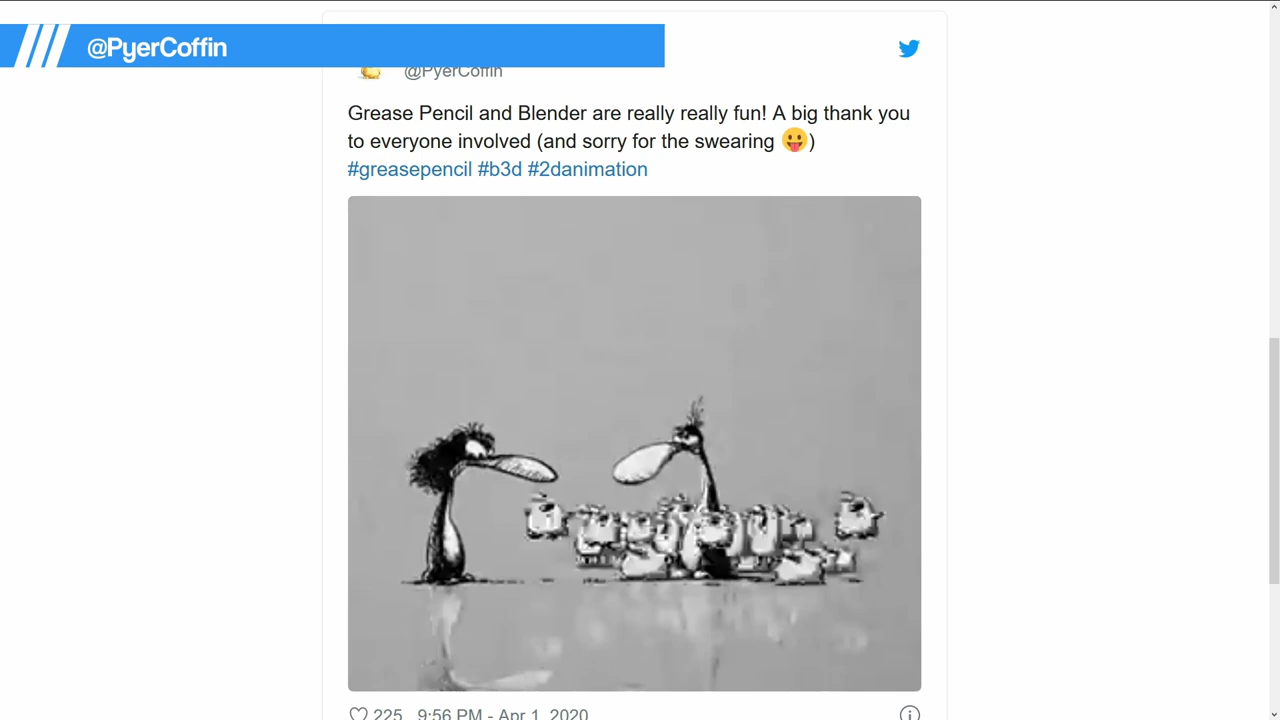 @PyerCoffin
@PyerCoffin
Grease Pencil and Blender are really really fun! A big thank you
to everyone involved (and sorry for the swearing 😛)
#greasepencil #b3d #2danimation
225 9:56 PM - Apr 1, 2020